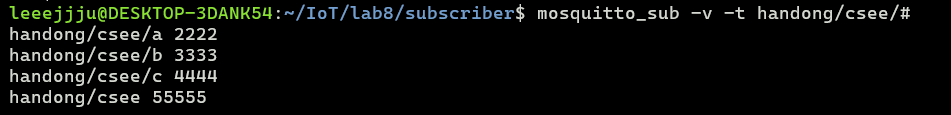 leeejjju@DESKTOP-3DANK54:~/IoT/lab8/subscriber$ mosquitto_sub -v -t handong/csee/#
handong/csee/a 2222
handong/csee/b 3333
handong/csee/c 4444
handong/csee 55555